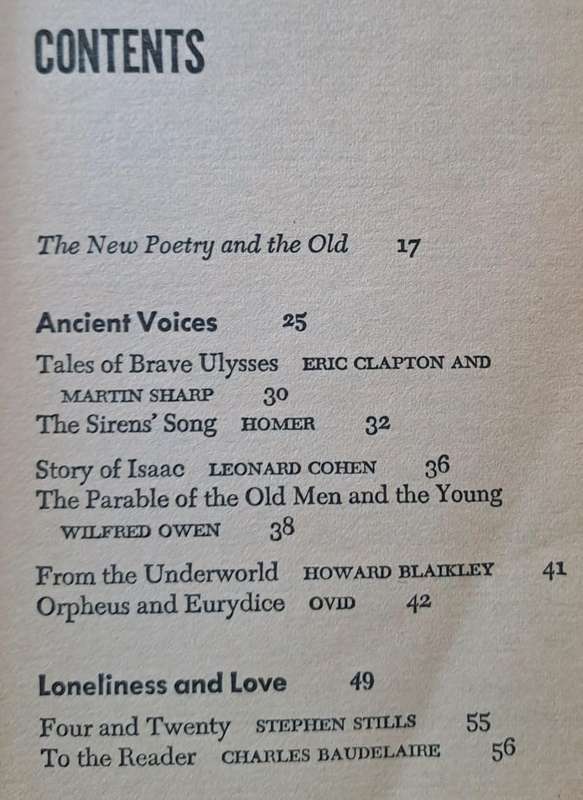 CONTENTS
The New Poetry and the Old 17
Ancient Voices 25
Tales of Brave Ulysses ERIC CLAPTON AND
MARTIN SHARP 30
The Sirens' Song HOMER 32
Story of Isaac LEONARD COHEN 36
The Parable of the Old Men and the Young
WILFRED OWEN 38
From the Underworld HOWARD BLAIKLEY 41
Orpheus and Eurydice OVID 42
Loneliness and Love 49
Four and Twenty STEPHEN STILLS 55
To the Reader CHARLES BAUDELAIRE 56